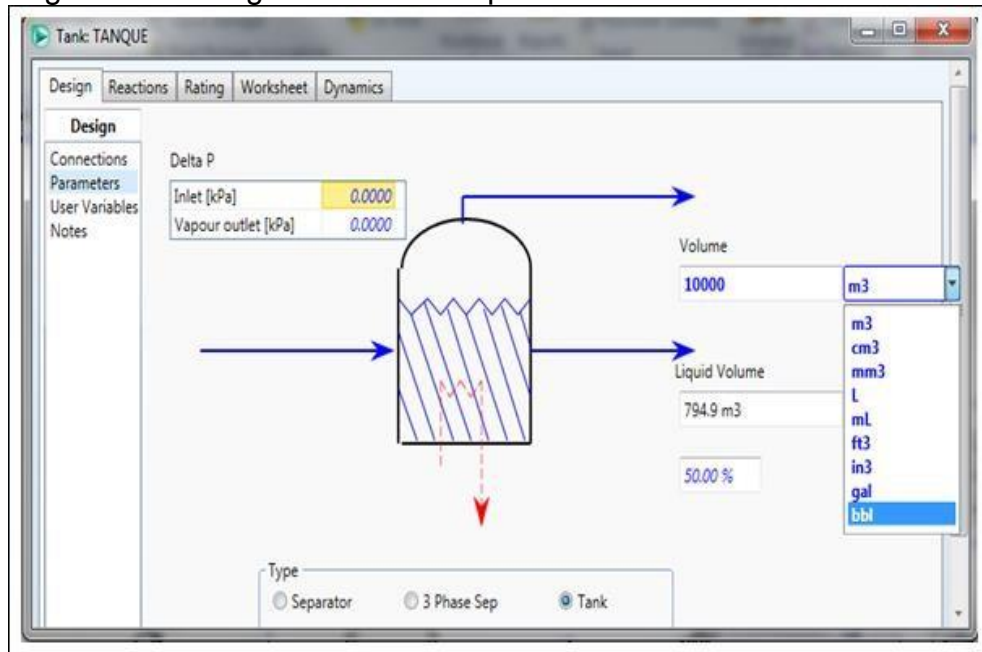 Tank: TANQUE
Design Reactions Rating Worksheet Dynamics
Design
Connections
Parameters
User Variables
Notes
Delta P
Inlet [kPa] 0.0000
Vapour outlet [kPa] 0.0000
Volume
10000 m3
m3
cm3
mm3
L
mL
ft3
in3
gal
bbl
Liquid Volume
794.9 m3
50.00 %
Type
Separator 3 Phase Sep Tank